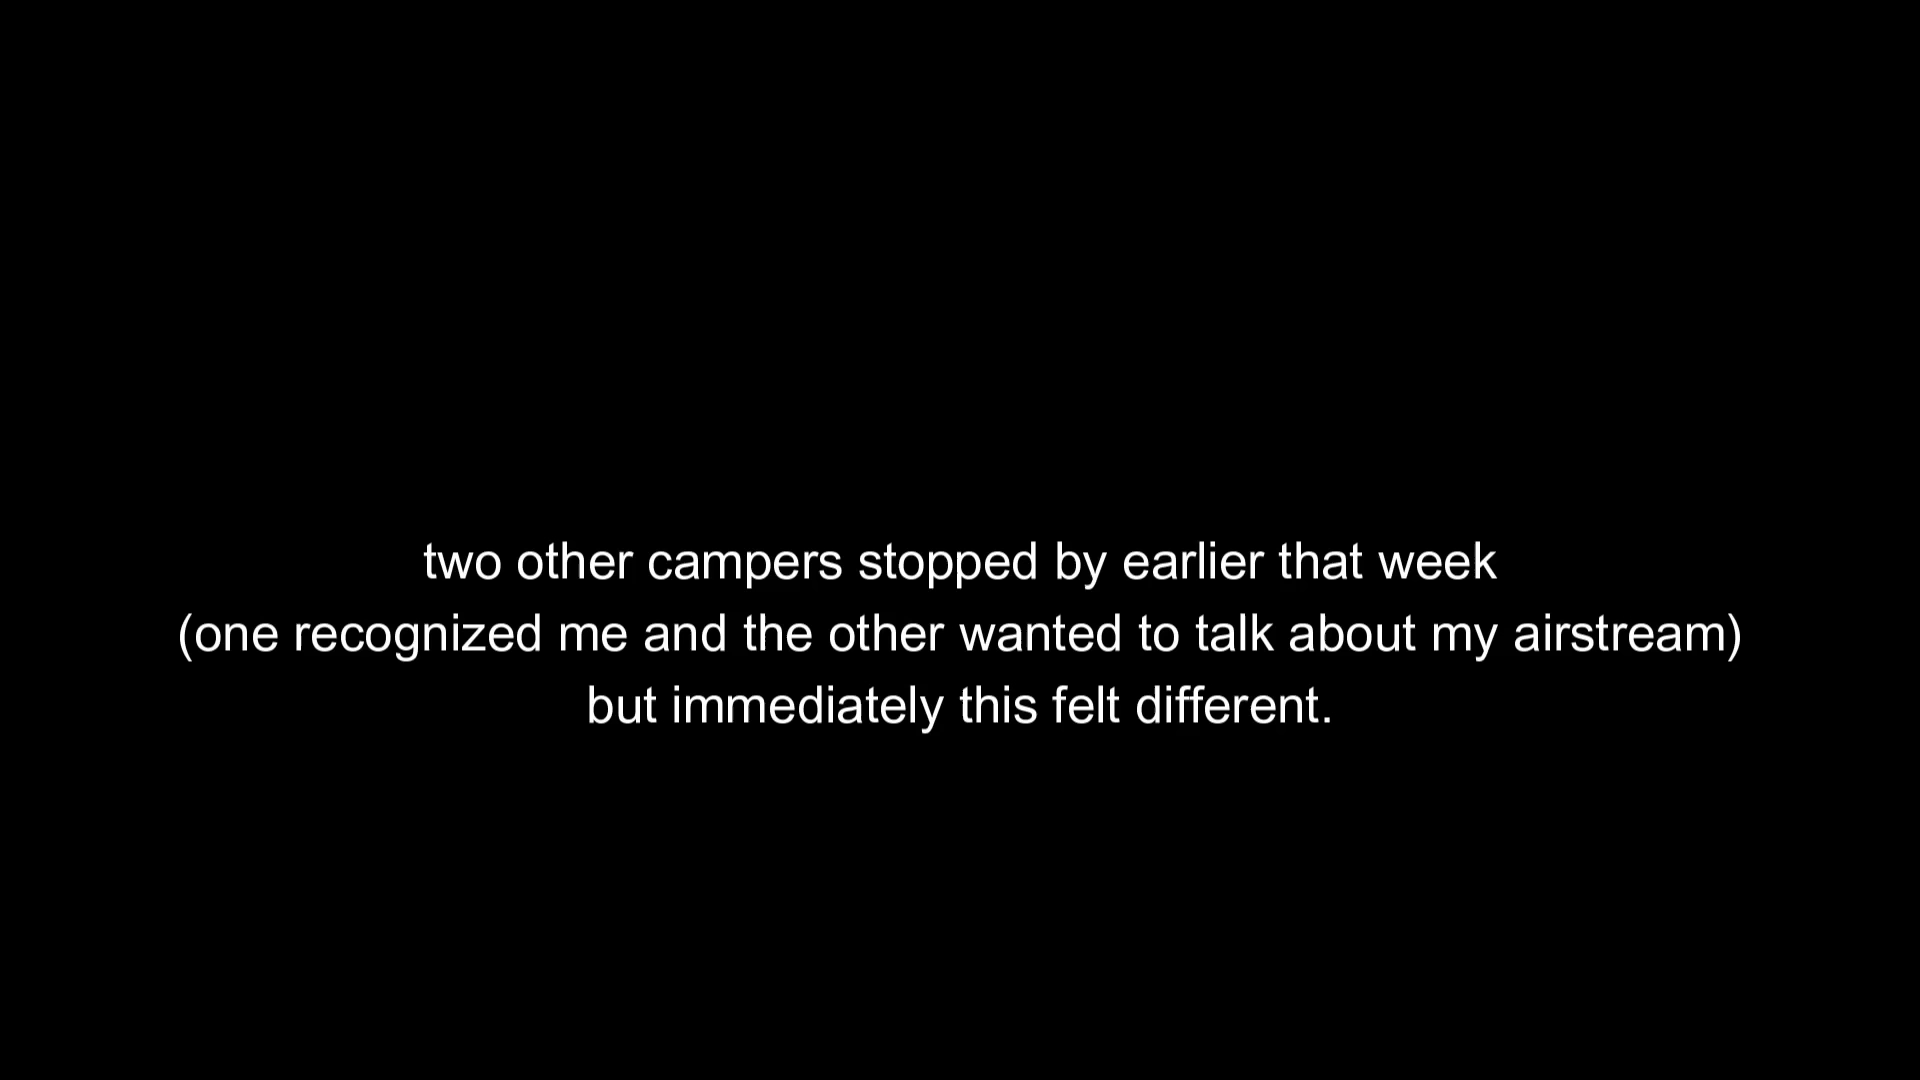 two other campers stopped by earlier that week
(one recognized me and the other wanted to talk about my airstream)
but immediately this felt different.